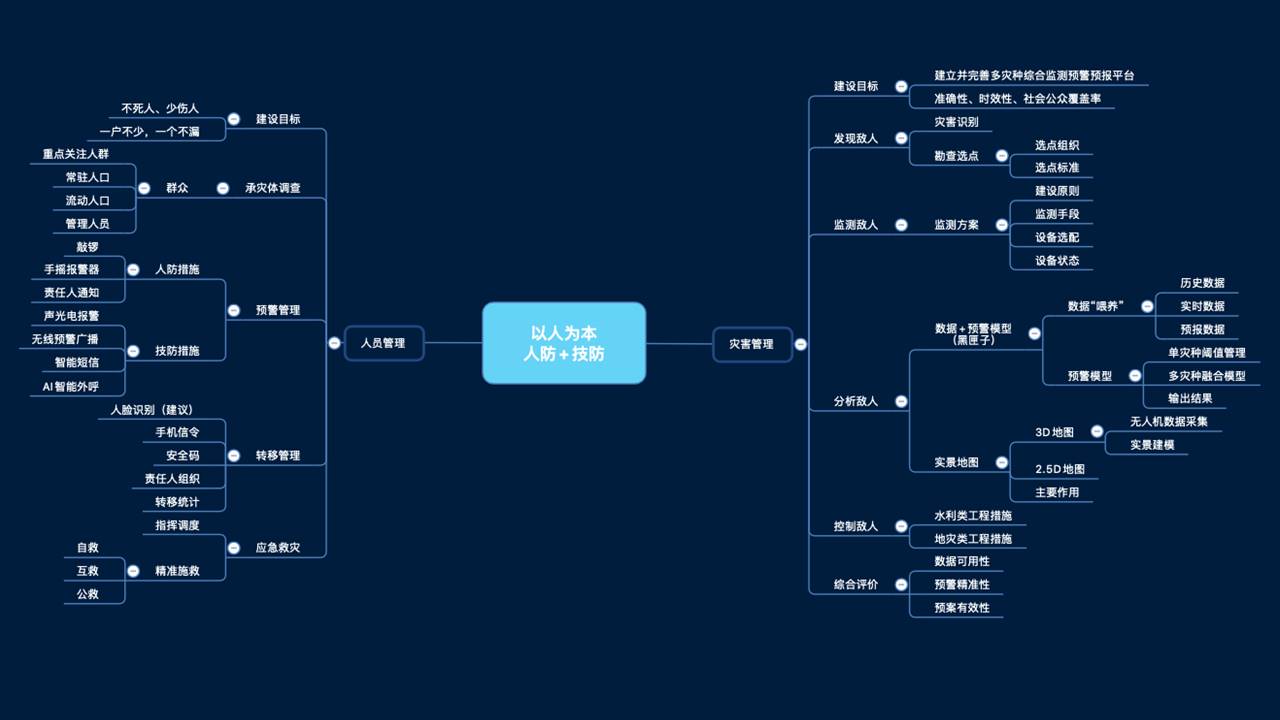 以人为本
人防+技防
人员管理
建设目标
不死人、少伤人
一户不少，一个不漏
承灾体调查
群众
重点关注人群
常驻人口
流动人口
管理人员
预警管理
人防措施
敲锣
手摇报警器
责任人通知
技防措施
声光电报警
无线预警广播
智能短信
AI智能外呼
转移管理
人脸识别（建议）
手机信令
安全码
责任人组织
转移统计
应急救灾
指挥调度
精准施救
自救
互救
公救
灾害管理
建设目标
建立并完善多灾种综合监测预警预报平台
准确性、时效性、社会公众覆盖率
发现敌人
灾害识别
勘查选点
选点组织
选点标准
监测敌人
监测方案
建设原则
监测手段
设备选配
设备状态
分析敌人
数据+预警模型
（黑匣子）
数据“喂养”
历史数据
实时数据
预报数据
预警模型
单灾种阈值管理
多灾种融合模型
输出结果
实景地图
3D地图
无人机数据采集
实景建模
2.5D地图
主要作用
控制敌人
水利类工程措施
地灾类工程措施
综合评价
数据可用性
预警精准性
预案有效性